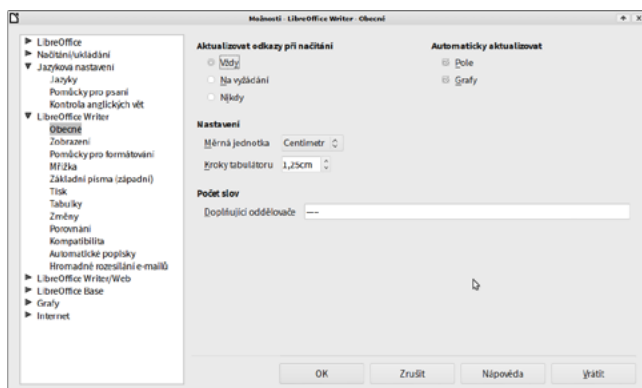 Možnosti - LibreOffice Writer - Obecné
LibreOffice
Načítání/ukládání
Jazyková nastavení
Jazyky
Pomůcky pro psaní
Kontrola anglických vět
LibreOffice Writer
Obecné
Zobrazení
Pomůcky pro formátování
Mřížka
Základní písma (západní)
Tisk
Tabulky
Změny
Porovnání
Kompatibilita
Automatické popisky
Hromadné rozesílání e-mailů
LibreOffice Writer/Web
LibreOffice Base
Grafy
Internet
Aktualizovat odkazy při načítání
Vždy
Na vyžádání
Nikdy
Automaticky aktualizovat
Pole
Grafy
Nastavení
Měrná jednotka Centimetr
Kroky tabulátoru 1,25cm
Počet slov
Doplňující oddělovače —–
OK Zrušit Nápověda Vrátit